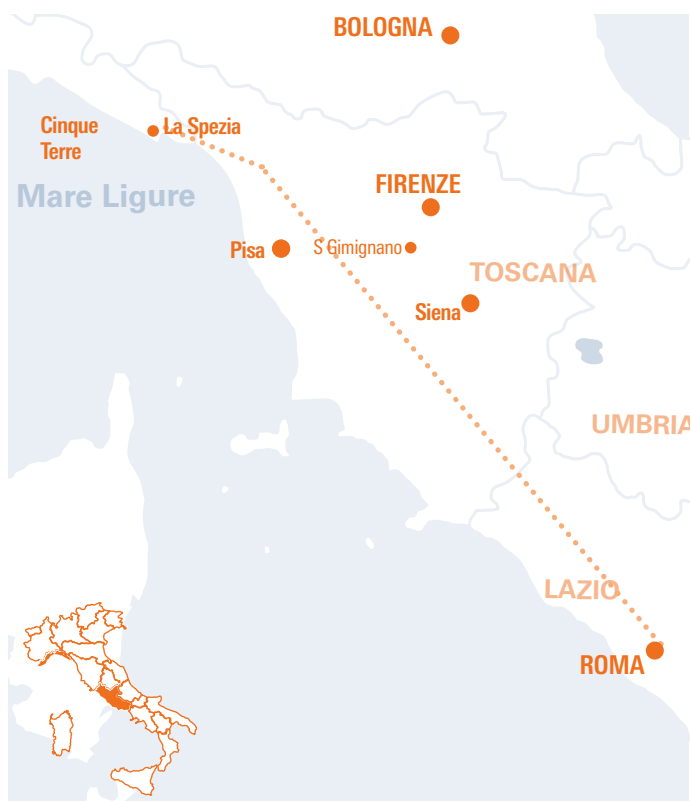 BOLOGNA
Cinque
Terre
La Spezia
Mare Ligure
FIRENZE
Pisa
S Gimignano
TOSCANA
Siena
UMBRIA
LAZIO
ROMA